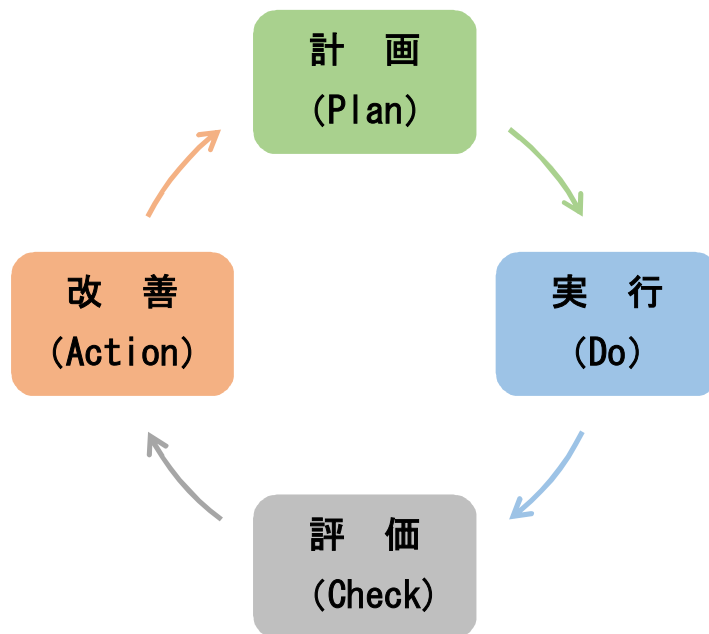 計　画
（Plan）
改　善
（Action）
実　行
（Do）
評　価
（Check）